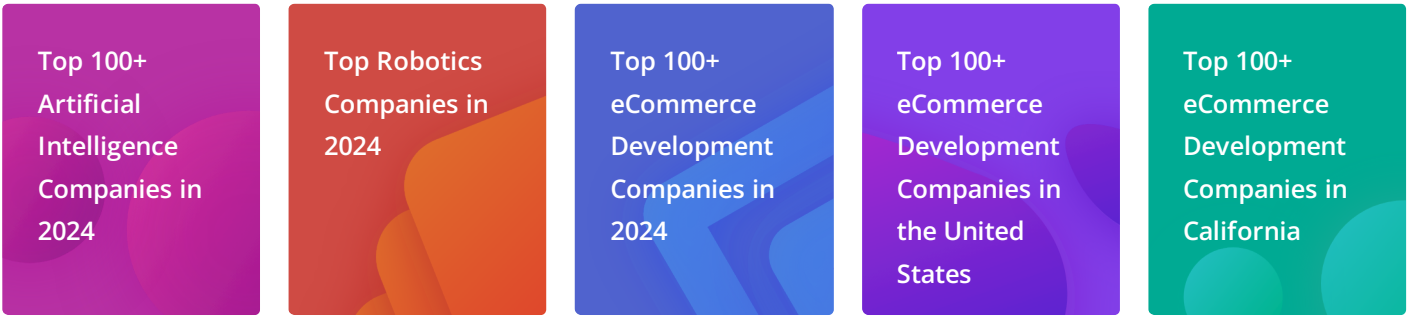 Top 100+
Artificial
Intelligence
Companies in
2024
Top Robotics
Companies in
2024
Top 100+
eCommerce
Development
Companies in
2024
Top 100+
eCommerce
Development
Companies in
the United
States
Top 100+
eCommerce
Development
Companies in
California